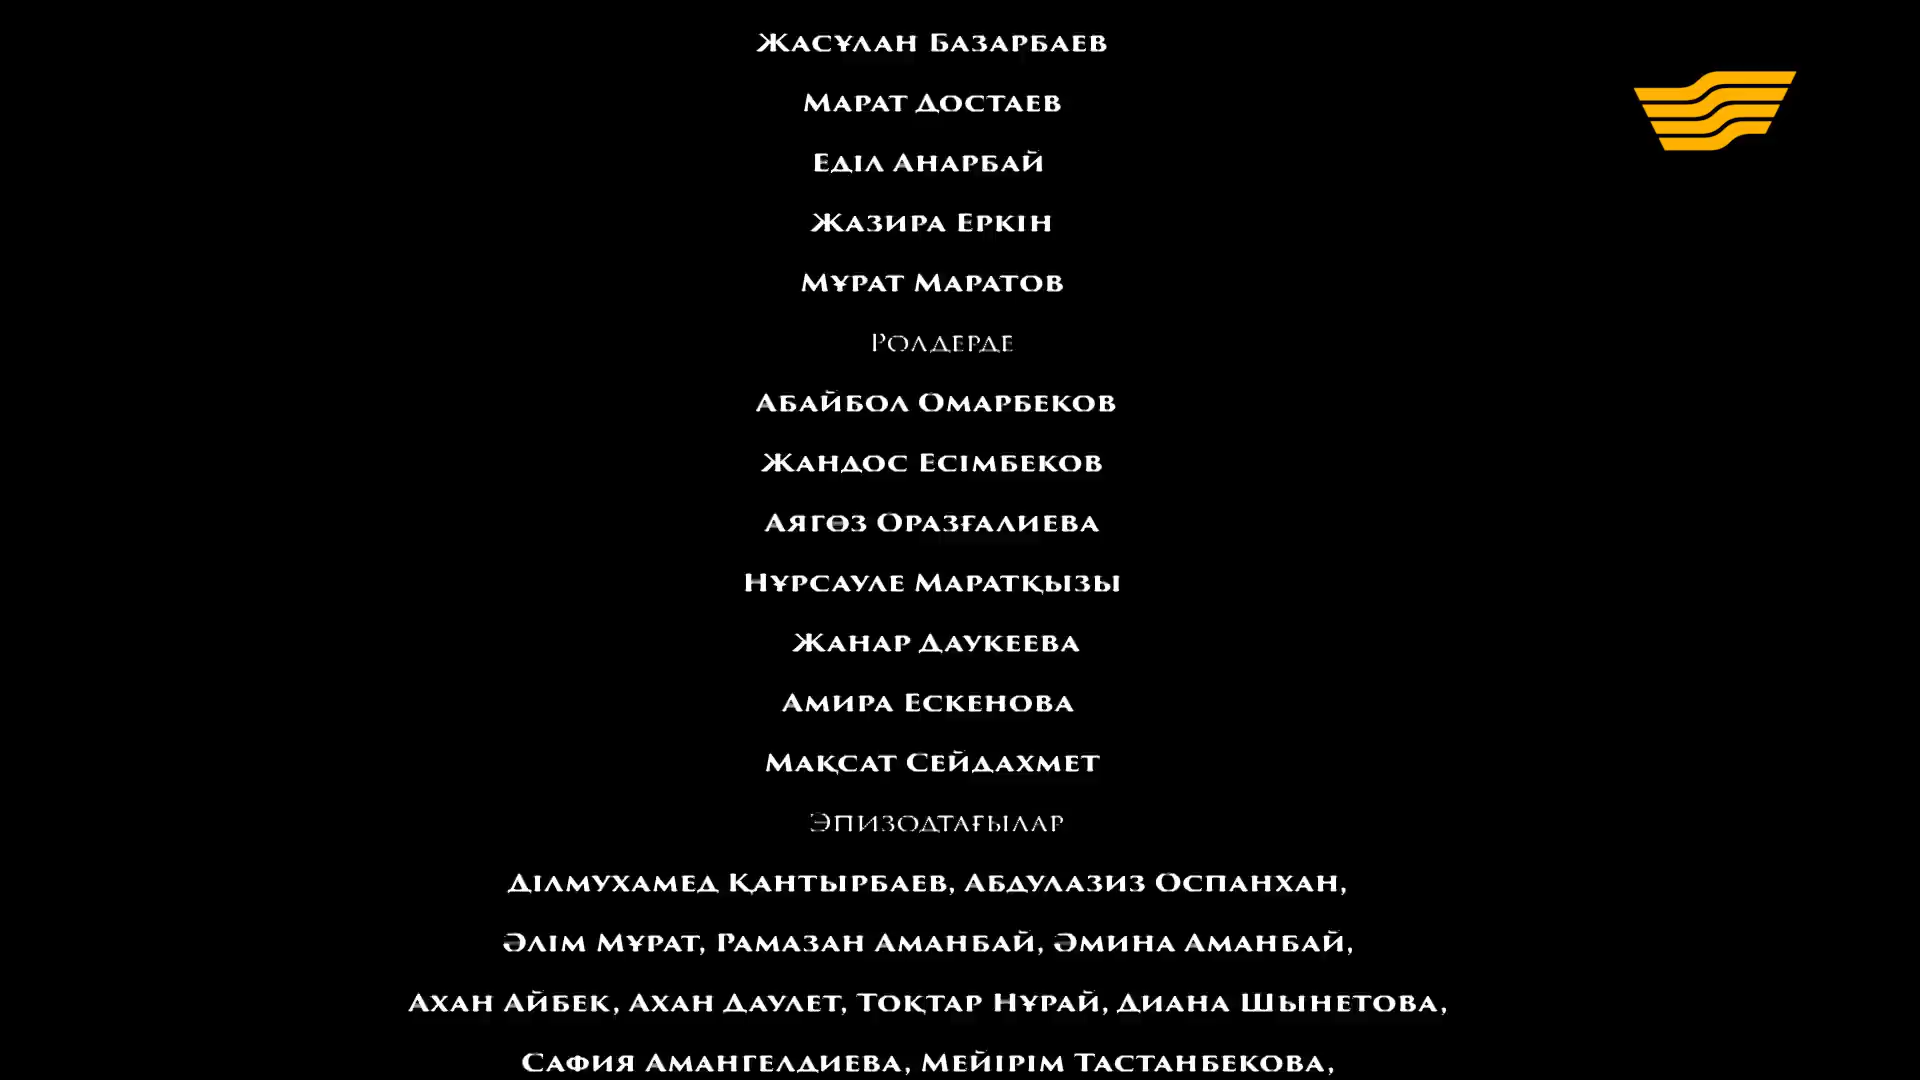 Жасұлан Базарбаев
Марат Достаев
Еділ Анарбай
Жазира Еркін
Мұрат Маратов
Ролдерде
Абайбол Омарбеков
Жандос Есімбеков
Аягөз Оразғалиева
Нұрсауле Маратқызы
Жанар Даукеева
Амира Ескенова
Мақсат Сейдахмет
Эпизодтағылар
Ділмухамед Қантырбаев, Абдулазиз Оспанхан,
Әлім Мұрат, Рамазан Аманбай, Әмина Аманбай,
Ахан Айбек, Ахан Даулет, Тоқтар Нұрай, Диана Шынетова,
Сафия Амангелдиева, Мейірім Тастанбекова,